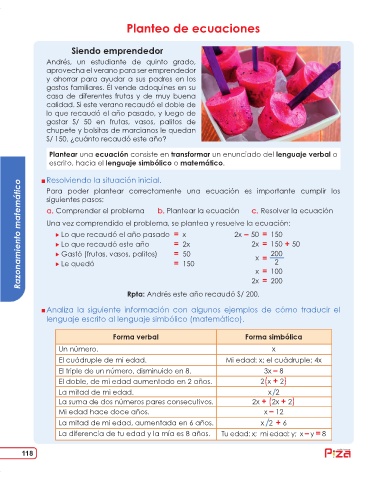 Planteo de ecuaciones
Siendo emprendedor
Andrés, un estudiante de quinto grado,
aprovecha el verano para ser emprendedor
y ahorrar para ayudar a sus padres en los
gastos familiares. Él vende adoquines en su
casa de diferentes frutas y de muy buena
calidad. Si este verano recaudó el doble de
lo que recaudó el año pasado, y luego de
gastar S/ 50 en frutas, vasos, palitos de
chupete y bolsitas de marcianos le quedan
S/ 150, ¿cuánto recaudó este año?
Plantear una ecuación consiste en transformar un enunciado del lenguaje verbal o
escrito, hacia el lenguaje simbólico o matemático.
Resolviendo la situación inicial.
Para poder plantear correctamente una ecuación es importante cumplir los
siguientes pasos:
a. Comprender el problema b. Plantear la ecuación c. Resolver la ecuación
Una vez comprendido el problema, se plantea y resuelve la ecuación:
Lo que recaudó el año pasado = x 2x – 50 = 150
Lo que recaudó este año = 2x 2x = 150 + 50
Gastó (frutas, vasos, palitos) = 50 x = 200/2
Le quedó = 150
x = 100
2x = 200
Rpta: Andrés este año recaudó S/ 200.
Analiza la siguiente información con algunos ejemplos de cómo traducir el
lenguaje escrito al lenguaje simbólico (matemático).
Forma verbal Forma simbólica
Un número. x
El cuádruple de mi edad. Mi edad: x; el cuádruple: 4x
El triple de un número, disminuido en 8. 3x – 8
El doble, de mi edad aumentada en 2 años. 2(x + 2)
La mitad de mi edad. x/2
La suma de dos números pares consecutivos. 2x + (2x + 2)
Mi edad hace doce años. x – 12
La mitad de mi edad, aumentada en 6 años. x/2 + 6
La diferencia de tu edad y la mía es 8 años. Tu edad: x; mi edad: y; x – y = 8
Razonamiento matemático
118
Piza